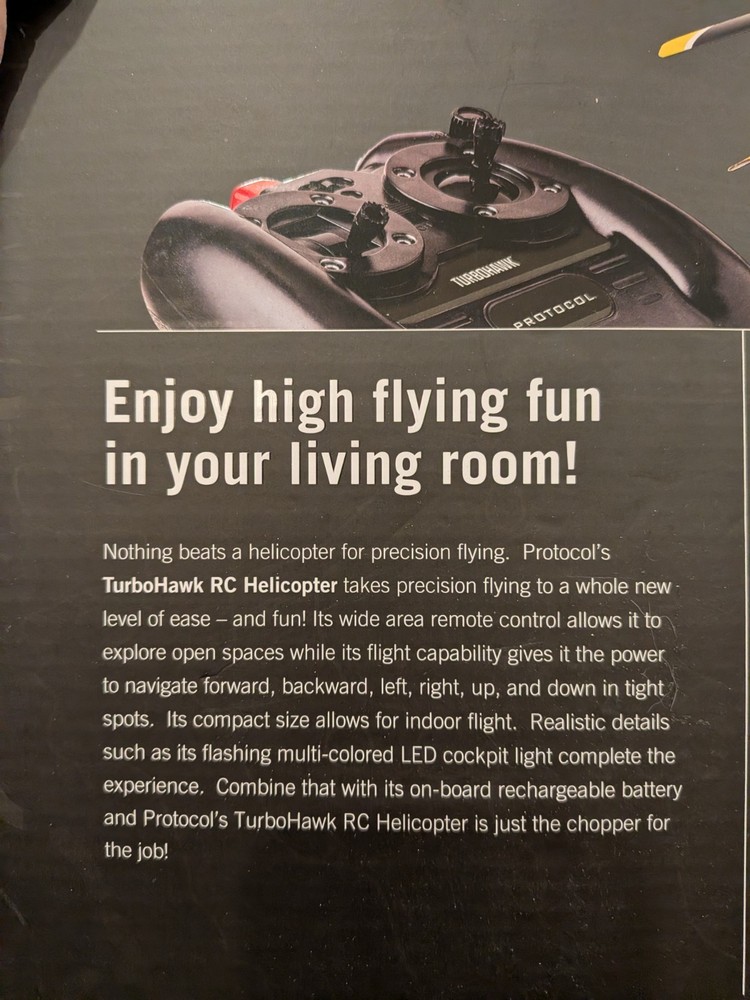 TURBOHAWK
PROTOCOL
Enjoy high flying fun
in your living room!
Nothing beats a helicopter for precision flying.  Protocol's
TurboHawk RC Helicopter takes precision flying to a whole new
level of ease – and fun! Its wide area remote control allows it to
explore open spaces while its flight capability gives it the power
to navigate forward, backward, left, right, up, and down in tight
spots.  Its compact size allows for indoor flight.  Realistic details
such as its flashing multi-colored LED cockpit light complete the
experience.  Combine that with its on-board rechargeable battery
and Protocol's TurboHawk RC Helicopter is just the chopper for
the job!